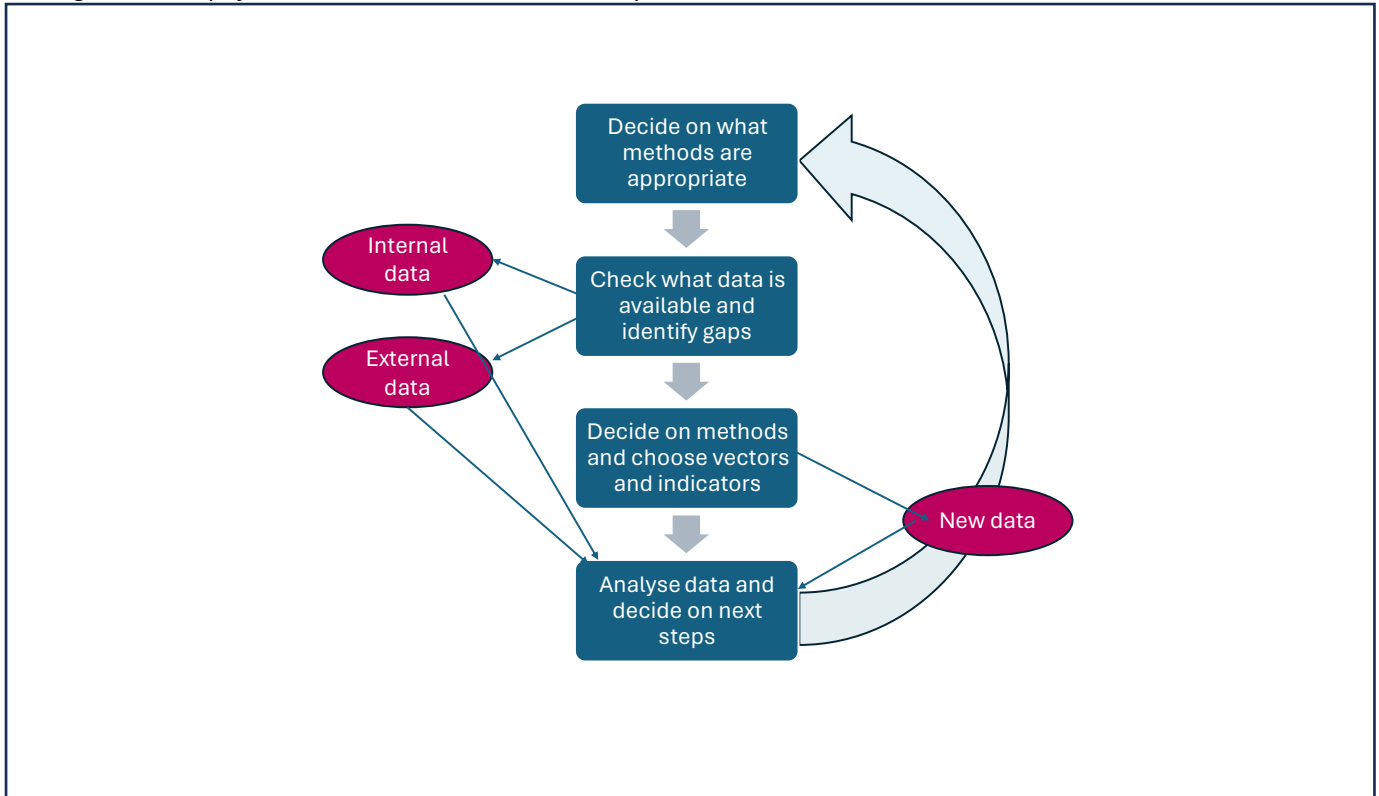 Decide on what
methods are
appropriate
Internal
data
Check what data is
available and
identify gaps
External
data
Decide on methods
and choose vectors
and indicators
New data
Analyse data and
decide on next
steps